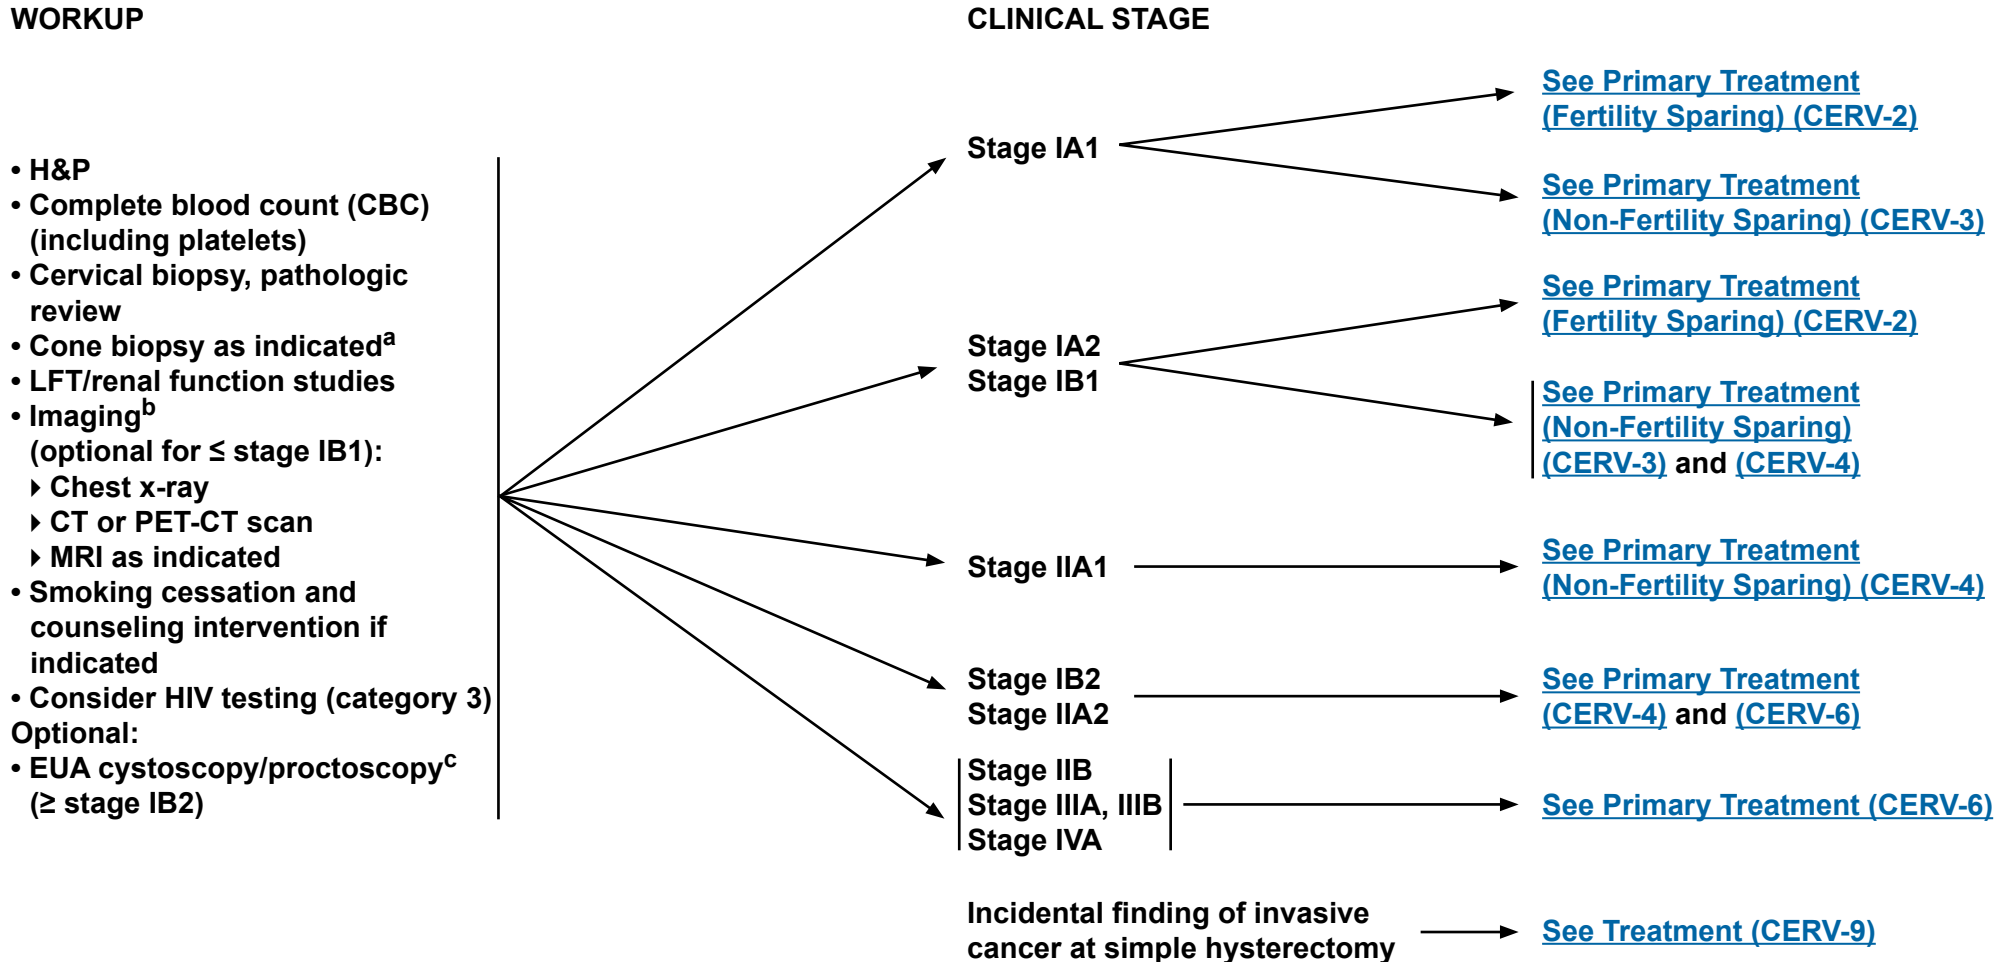 WORKUP
• H&P
• Complete blood count (CBC)
(including platelets)
• Cervical biopsy, pathologic
review
• Cone biopsy as indicateda
• LFT/renal function studies
• Imagingb
(optional for ≤ stage IB1):
▸ Chest x-ray
▸ CT or PET-CT scan
▸ MRI as indicated
• Smoking cessation and
counseling intervention if
indicated
• Consider HIV testing (category 3)
Optional:
• EUA cystoscopy/proctoscopyc
(≥ stage IB2)
CLINICAL STAGE
Stage IA1
See Primary Treatment
(Fertility Sparing) (CERV-2)
See Primary Treatment
(Non-Fertility Sparing) (CERV-3)
Stage IA2
Stage IB1
See Primary Treatment
(Fertility Sparing) (CERV-2)
See Primary Treatment
(Non-Fertility Sparing)
(CERV-3) and (CERV-4)
Stage IIA1
See Primary Treatment
(Non-Fertility Sparing) (CERV-4)
Stage IB2
Stage IIA2
See Primary Treatment
(CERV-4) and (CERV-6)
Stage IIB
Stage IIIA, IIIB
Stage IVA
See Primary Treatment (CERV-6)
Incidental finding of invasive
cancer at simple hysterectomy
See Treatment (CERV-9)